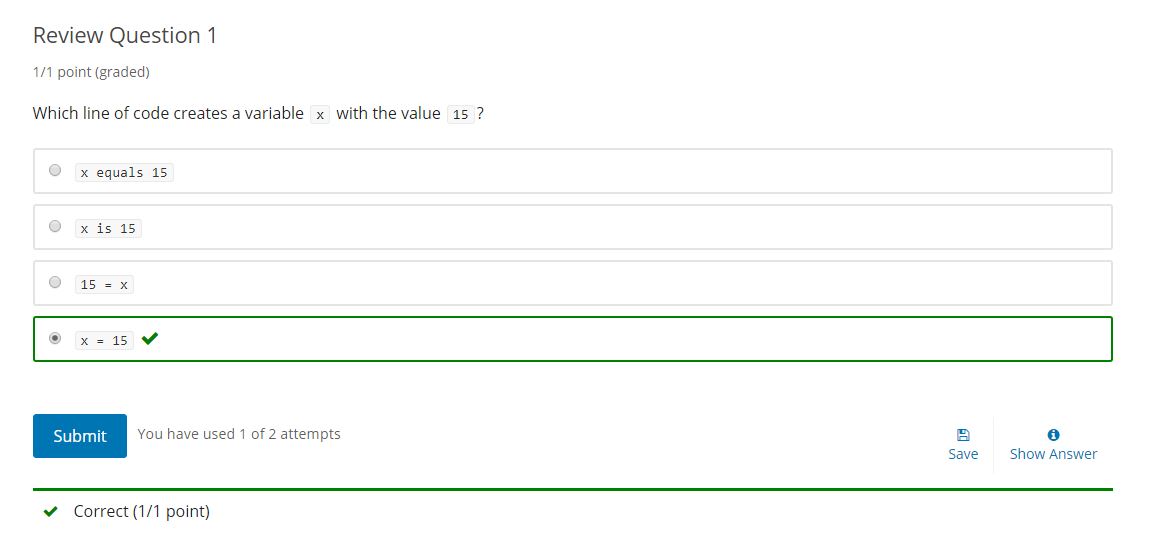 Review Question 1
1/1 point (graded)
Which line of code creates a variable x with the value 15 ?
x equals 15
x is 15
15 = x
x = 15
Submit You have used 1 of 2 attempts
Save Show Answer
Correct (1/1 point)